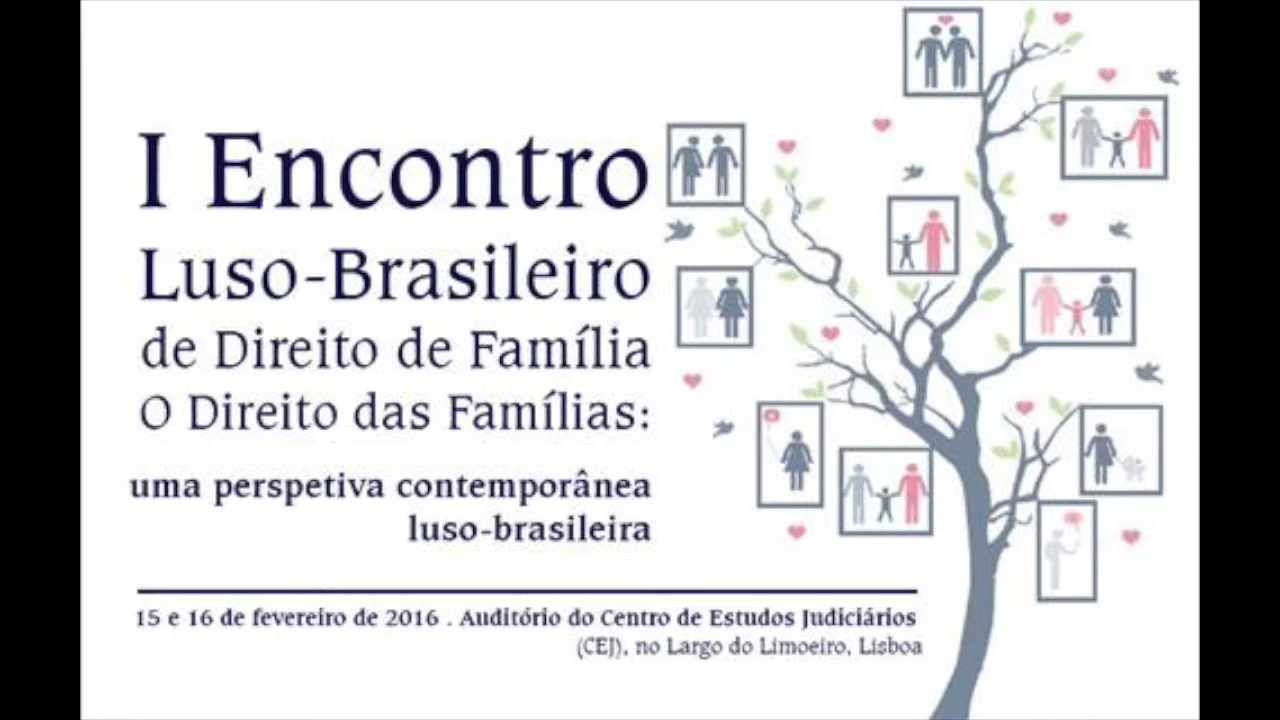 I Encontro
Luso-Brasileiro
de Direito de Família
O Direito das Famílias:
uma perspetiva contemporânea
luso-brasileira
15 e 16 de fevereiro de 2016 . Auditório do Centro de Estudos Judiciários
(CEJ), no Largo do Limoeiro, Lisboa